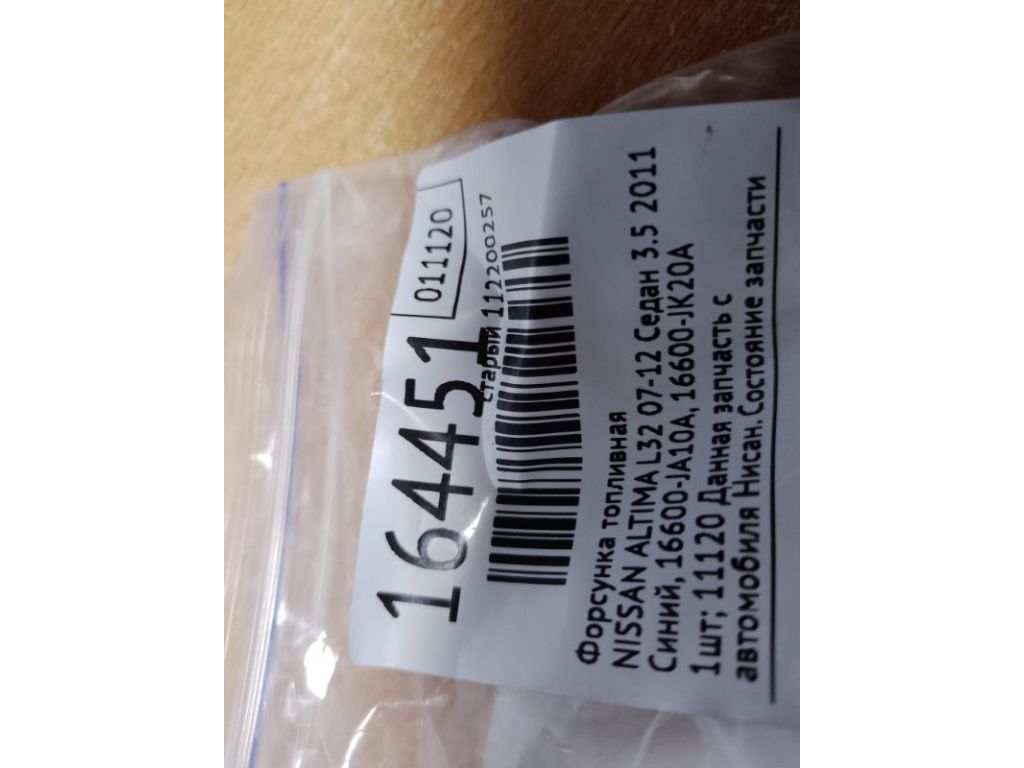 164451
011120
старый 112200257
Форсунка топливная
NISSAN ALTIMA L32 07-12 Седан 3.5 2011
Синий, 16600-JA10A, 16600-JK20A
1шт; 11120 Данная запчасть с
автомобиля Нисан. Состояние запчасти